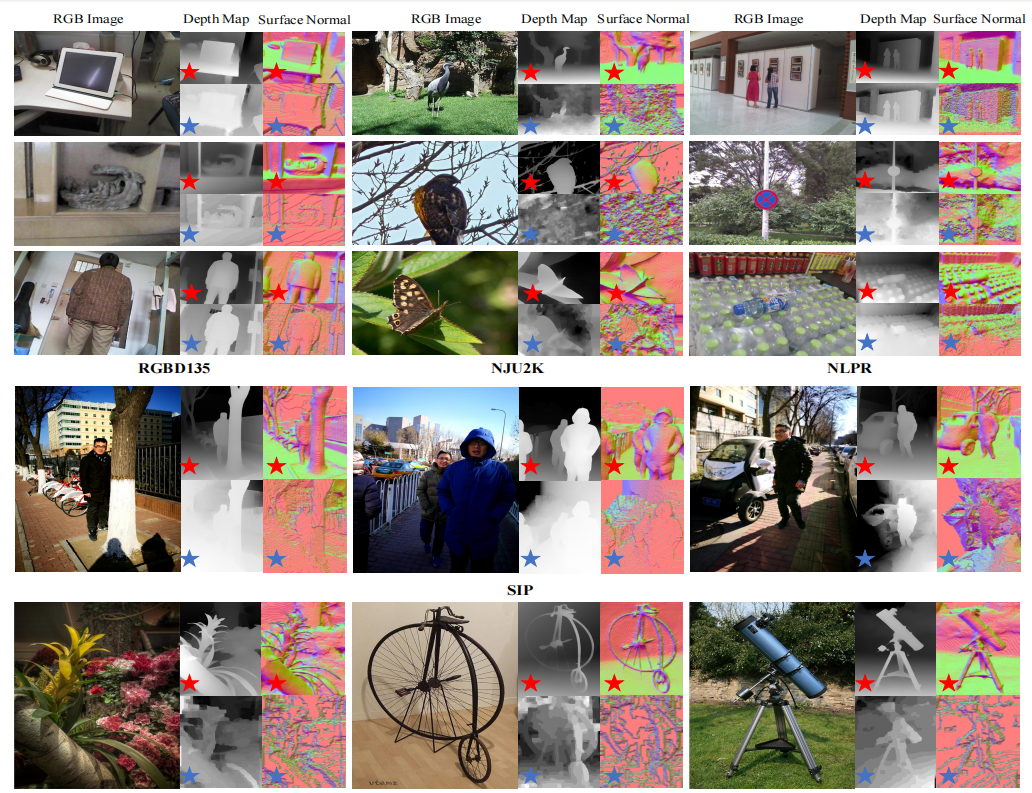 RGB Image Depth Map Surface Normal RGB Image Depth Map Surface Normal RGB Image Depth Map Surface Normal
RGBD135 NJU2K NLPR
SIP